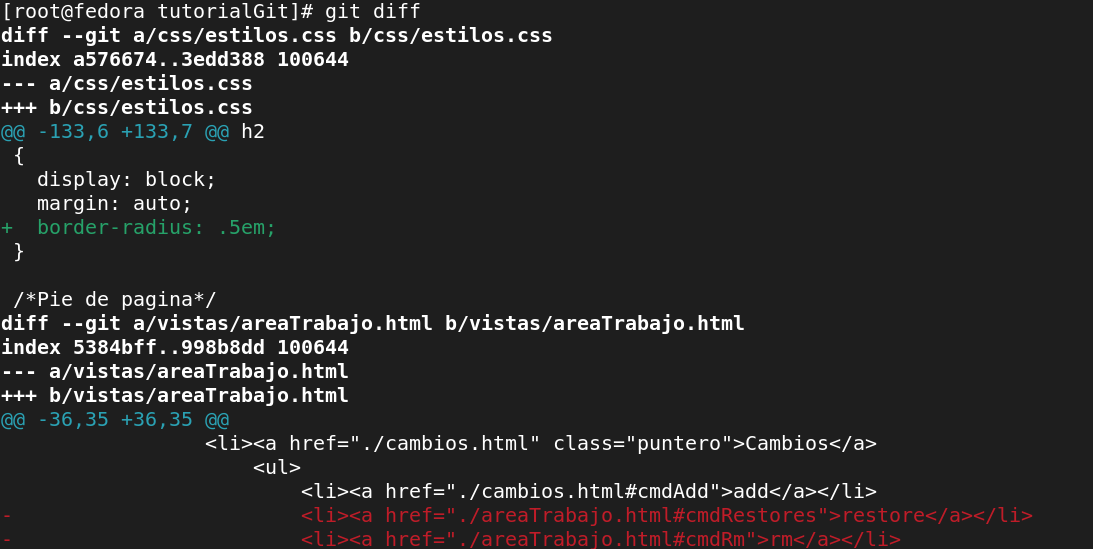 [root@fedora tutorialGit]# git diff
diff --git a/css/estilos.css b/css/estilos.css
index a576674..3edd388 100644
--- a/css/estilos.css
+++ b/css/estilos.css
@@ -133,6 +133,7 @@ h2
 {
   display: block;
   margin: auto;
+  border-radius: .5em;
 }

 /*Pie de pagina*/
diff --git a/vistas/areaTrabajo.html b/vistas/areaTrabajo.html
index 5384bff..998b8dd 100644
--- a/vistas/areaTrabajo.html
+++ b/vistas/areaTrabajo.html
@@ -36,35 +36,35 @@
                 <li><a href="./cambios.html" class="puntero">Cambios</a>
                     <ul>
                         <li><a href="./cambios.html#cmdAdd">add</a></li>
-                        <li><a href="./areaTrabajo.html#cmdRestores">restore</a></li>
-                        <li><a href="./areaTrabajo.html#cmdRm">rm</a></li>